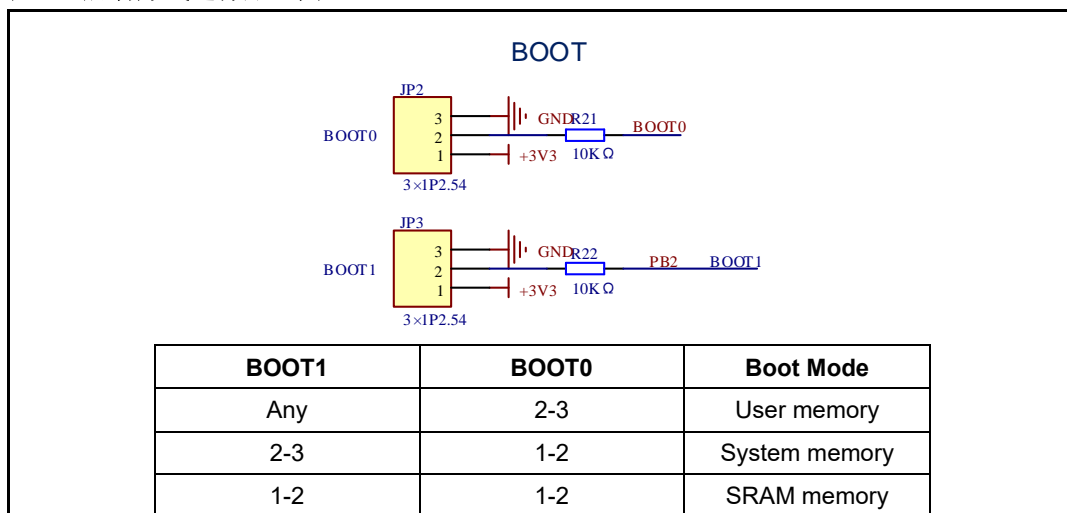 BOOT
JP2
BOOT0
3
2
1
GND
+3V3
R21
10KΩ
BOOT0
3×1P2.54
JP3
BOOT1
3
2
1
GND
+3V3
R22
10KΩ
PB2
BOOT1
3×1P2.54
BOOT1 BOOT0 Boot Mode
Any 2-3 User memory
2-3 1-2 System memory
1-2 1-2 SRAM memory